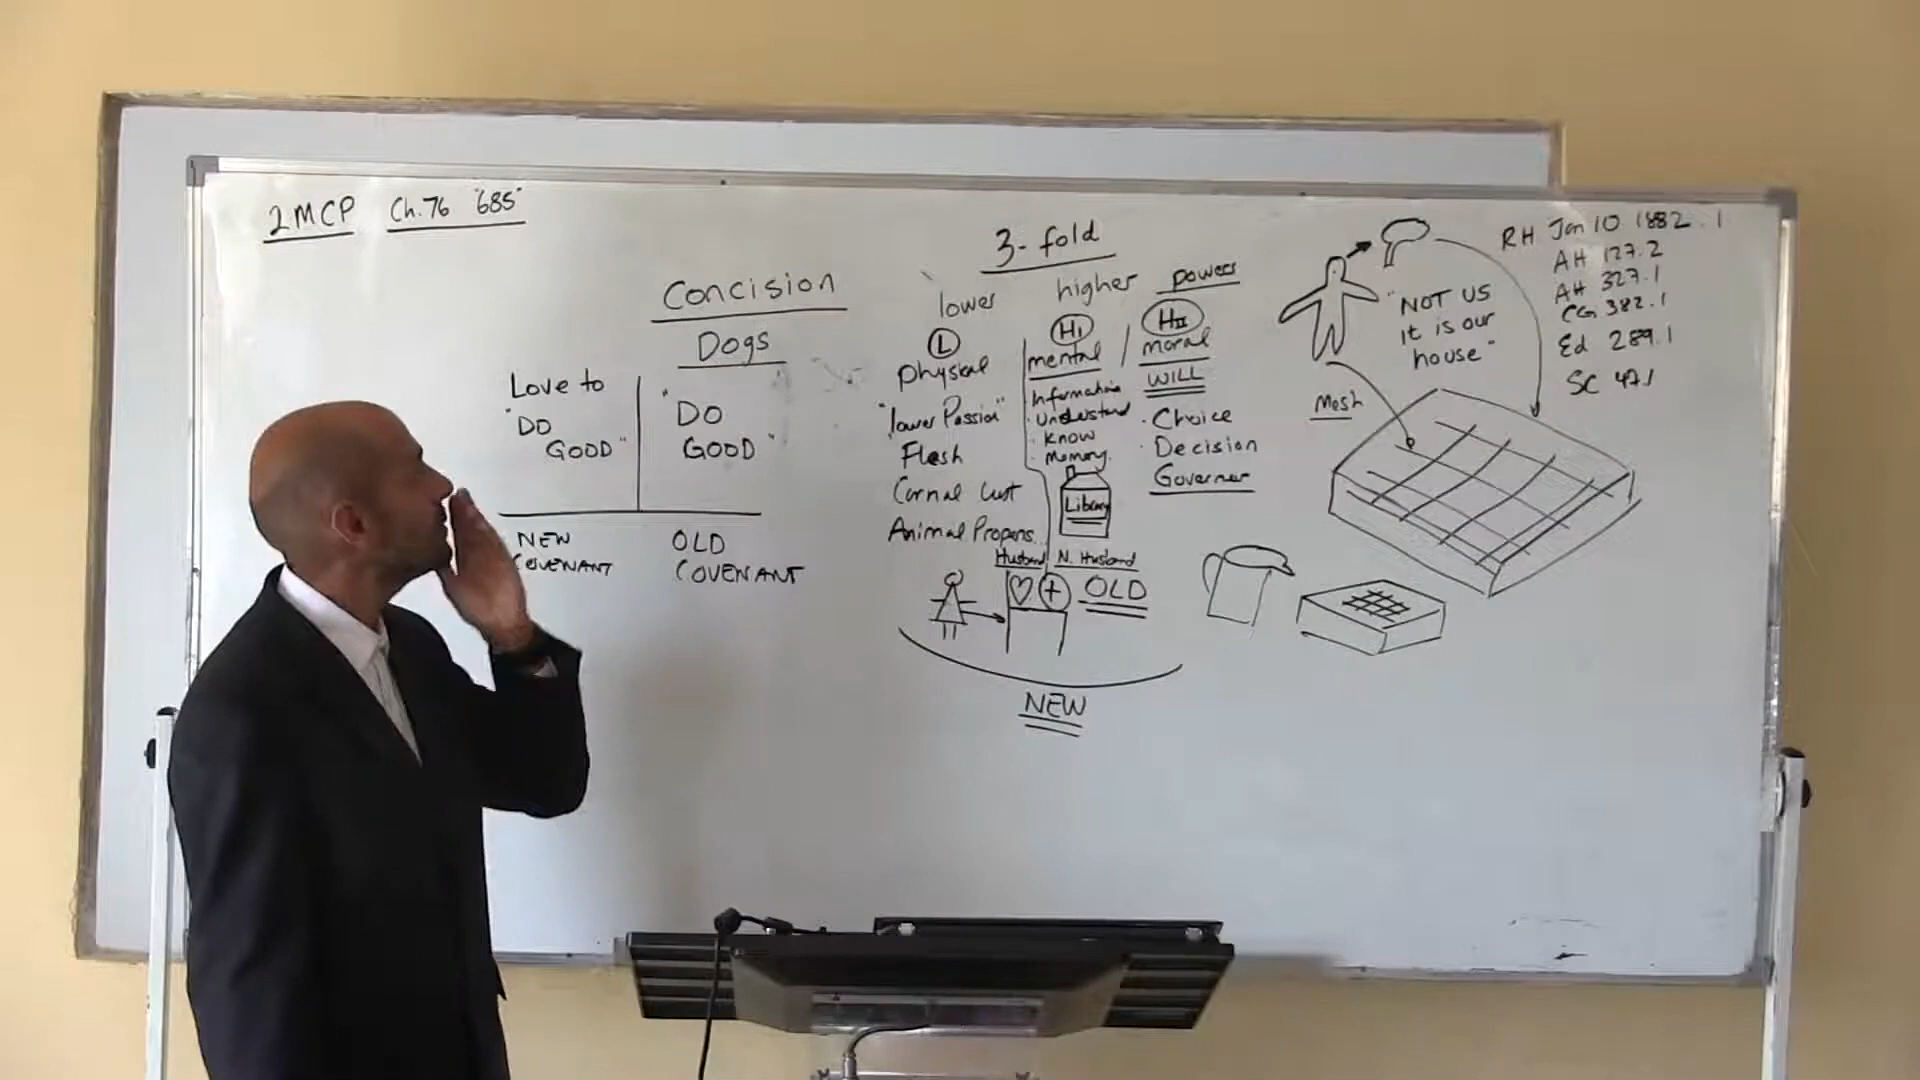 2MCP Ch.76 "685"
Concision
Dogs
Love to
"DO
GOOD"
"DO
GOOD"
NEW
COVENANT
OLD
COVENANT
3-fold
lower higher powers
L
Physical
"lower Passion"
Flesh
Carnal Lust
Animal Propens.
HI
mental
Information
Understand
Know
Memory
Library
HII
moral
WILL
Choice
Decision
Governer
Husband N. Husband
OLD
NEW
"NOT US
it is our
house"
Mesh
RH Jan 10 1882.1
AH 127.2
AH 327.1
CG 382.1
Ed 289.1
SC 47.1